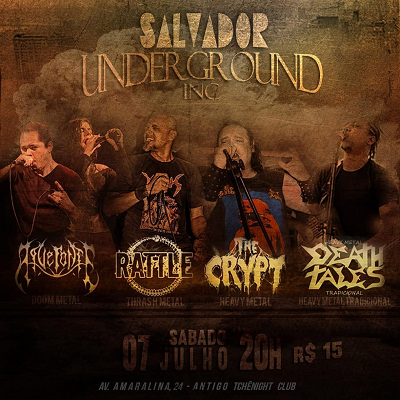 SALVADOR
UNDERGROUND
INC
RATTLE
THE
CRYPT
DEATH
TALES
TRADICIONAL
DOOM METAL
THRASH METAL
HEAVY METAL
HEAVY METAL TRADICIONAL
SÁBADO
07 JULHO 20H R$ 15
AV. AMARALINA, 24 - ANTIGO TCHÊNIGHT CLUB